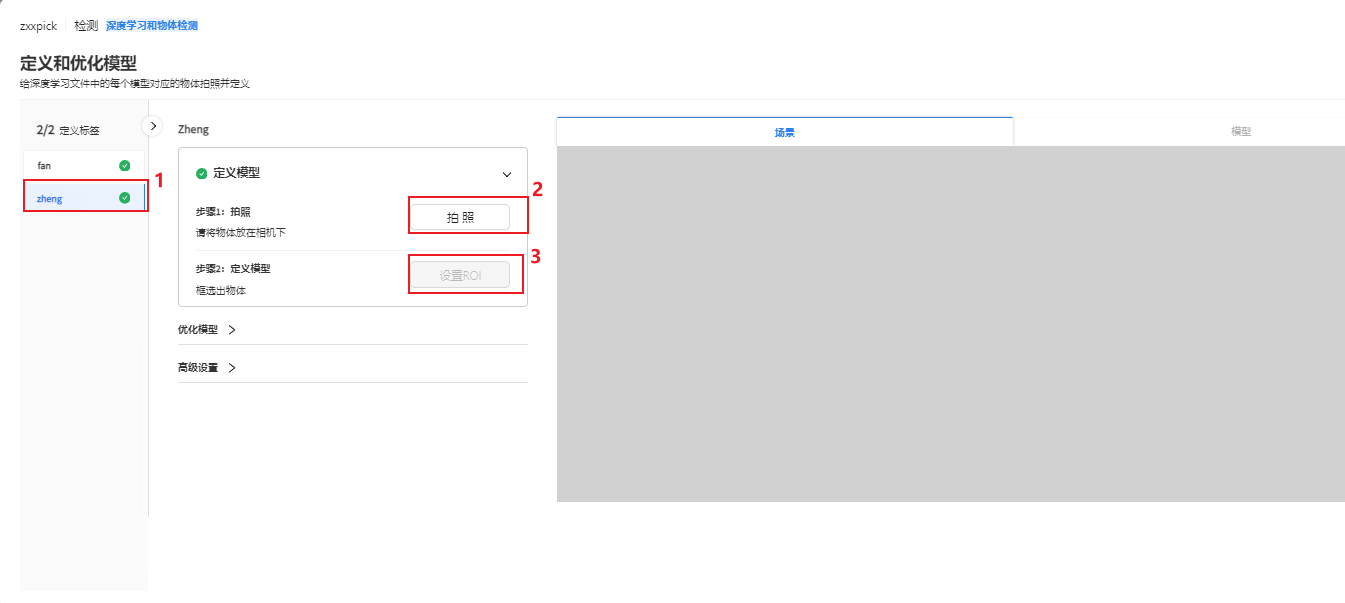 zxxpick 检测 深度学习和物体检测
定义和优化模型
给深度学习文件中的每个模型对应的物体拍照并定义
2/2 定义标签
fan
zheng
1
Zheng
定义模型
步骤1：拍照
请将物体放在相机下
拍 照
2
步骤2：定义模型
框选出物体
设置ROI
3
优化模型
高级设置
场景
模型